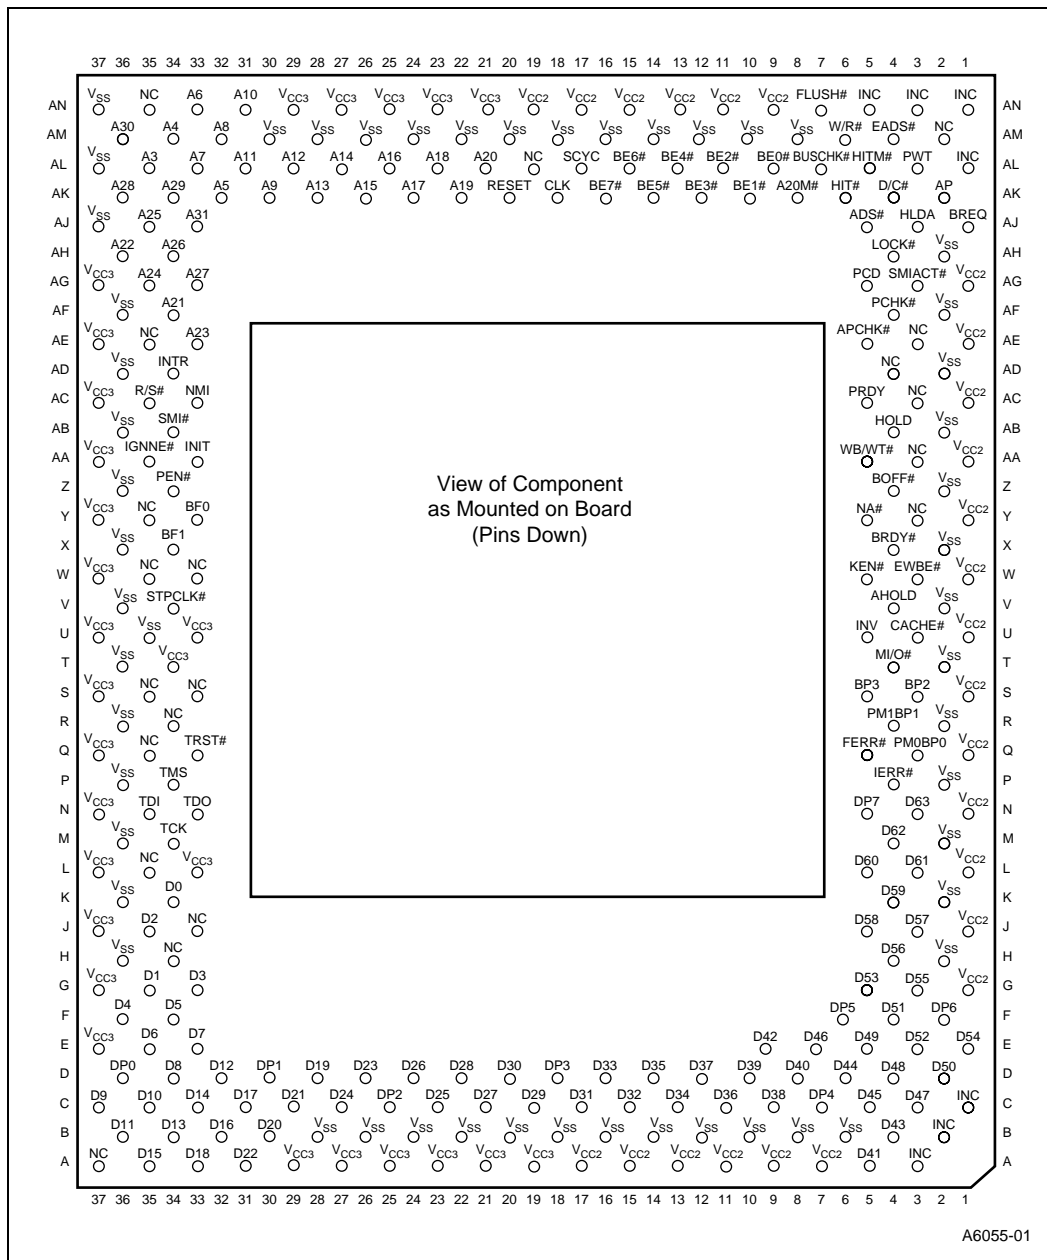 37 36 35 34 33 32 31 30 29 28 27 26 25 24 23 22 21 20 19 18 17 16 15 14 13 12 11 10 9 8 7 6 5 4 3 2 1
AN VSS NC A6 A10 VCC3 VCC3 VCC3 VCC3 VCC3 VCC2 VCC2 VCC2 VCC2 VCC2 VCC2 FLUSH# INC INC INC AN
AM A30 A4 A8 VSS VSS VSS VSS VSS VSS VSS VSS VSS VSS VSS VSS W/R# EADS# NC AM
AL VSS A3 A7 A11 A12 A14 A16 A18 A20 NC SCYC BE6# BE4# BE2# BE0# BUSCHK# HITM# PWT INC AL
AK A28 A29 A5 A9 A13 A15 A17 A19 RESET CLK BE7# BE5# BE3# BE1# A20M# HIT# D/C# AP AK
AJ VSS A25 A31 ADS# HLDA BREQ AJ
AH A22 A26 LOCK# VSS AH
AG VCC3 A24 A27 PCD SMIACT# VCC2 AG
AF VSS A21 PCHK# VSS AF
AE VCC3 NC A23 APCHK# NC VCC2 AE
AD VSS INTR NC VSS AD
AC VCC3 R/S# NMI PRDY NC VCC2 AC
AB VSS SMI# HOLD VSS AB
AA VCC3 IGNNE# INIT WB/WT# NC VCC2 AA
Z VSS PEN# BOFF# VSS Z
Y VCC3 NC BF0 NA# NC VCC2 Y
X VSS BF1 BRDY# VSS X
W VCC3 NC NC KEN# EWBE# VCC2 W
V VSS STPCLK# AHOLD VSS V
U VCC3 VSS VCC3 INV CACHE# VCC2 U
T VSS VCC3 MI/O# VSS T
S VCC3 NC NC BP3 BP2 VCC2 S
R VSS NC PM1BP1 VSS R
Q VCC3 NC TRST# FERR# PM0BP0 VCC2 Q
P VSS TMS IERR# VSS P
N VCC3 TDI TDO DP7 D63 VCC2 N
M VSS TCK D62 VSS M
L VCC3 NC VCC3 D60 D61 VCC2 L
K VSS D0 D59 VSS K
J VCC3 D2 NC D58 D57 VCC2 J
H VSS NC D56 VSS H
G VCC3 D1 D3 D53 D55 VCC2 G
F D4 D5 DP5 D51 DP6 F
E VCC3 D6 D7 D42 D46 D49 D52 D54 E
D DP0 D8 D12 DP1 D19 D23 D26 D28 D30 DP3 D33 D35 D37 D39 D40 D44 D48 D50 D
C D9 D10 D14 D17 D21 D24 DP2 D25 D27 D29 D31 D32 D34 D36 D38 DP4 D45 D47 INC C
B D11 D13 D16 D20 VSS VSS VSS VSS VSS VSS VSS VSS VSS VSS VSS VSS D43 INC B
A NC D15 D18 D22 VCC3 VCC3 VCC3 VCC3 VCC3 VCC3 VCC2 VCC2 VCC2 VCC2 VCC2 VCC2 D41 INC A
37 36 35 34 33 32 31 30 29 28 27 26 25 24 23 22 21 20 19 18 17 16 15 14 13 12 11 10 9 8 7 6 5 4 3 2 1
View of Component
as Mounted on Board
(Pins Down)
A6055-01